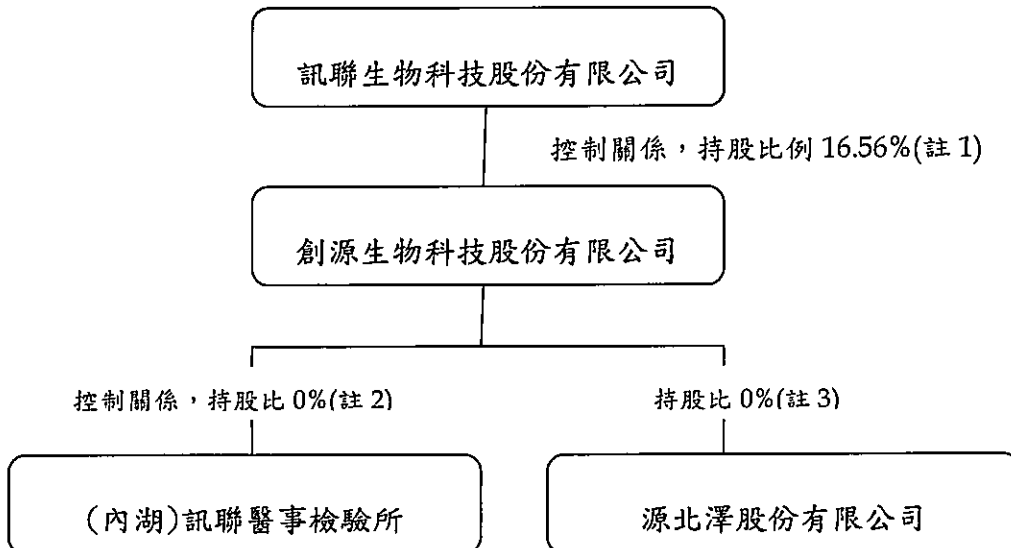 訊聯生物科技股份有限公司
控制關係，持股比例 16.56%(註 1)
創源生物科技股份有限公司
控制關係，持股比 0%(註 2)
持股比 0%(註 3)
(內湖)訊聯醫事檢驗所
源北澤股份有限公司